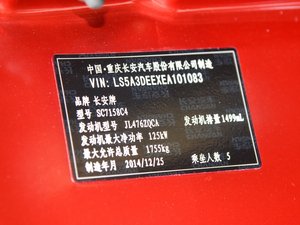 中国·重庆长安汽车股份有限公司制造
VIN: LS5A3DEEXEA101083
品牌 长安牌
型号 SC7158C4
发动机型号 JL476ZQCA 发动机排量 1499mL
发动机最大净功率 125kW
最大允许总质量 1755kg
制造年月 2014/12/25 乘坐人数 5